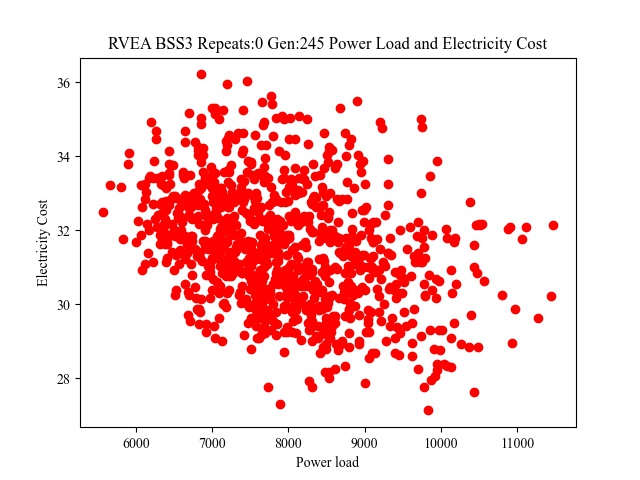 RVEA BSS3 Repeats:0 Gen:245 Power Load and Electricity Cost
36
34
32
30
28
Electricity Cost
6000 7000 8000 9000 10000 11000
Power load